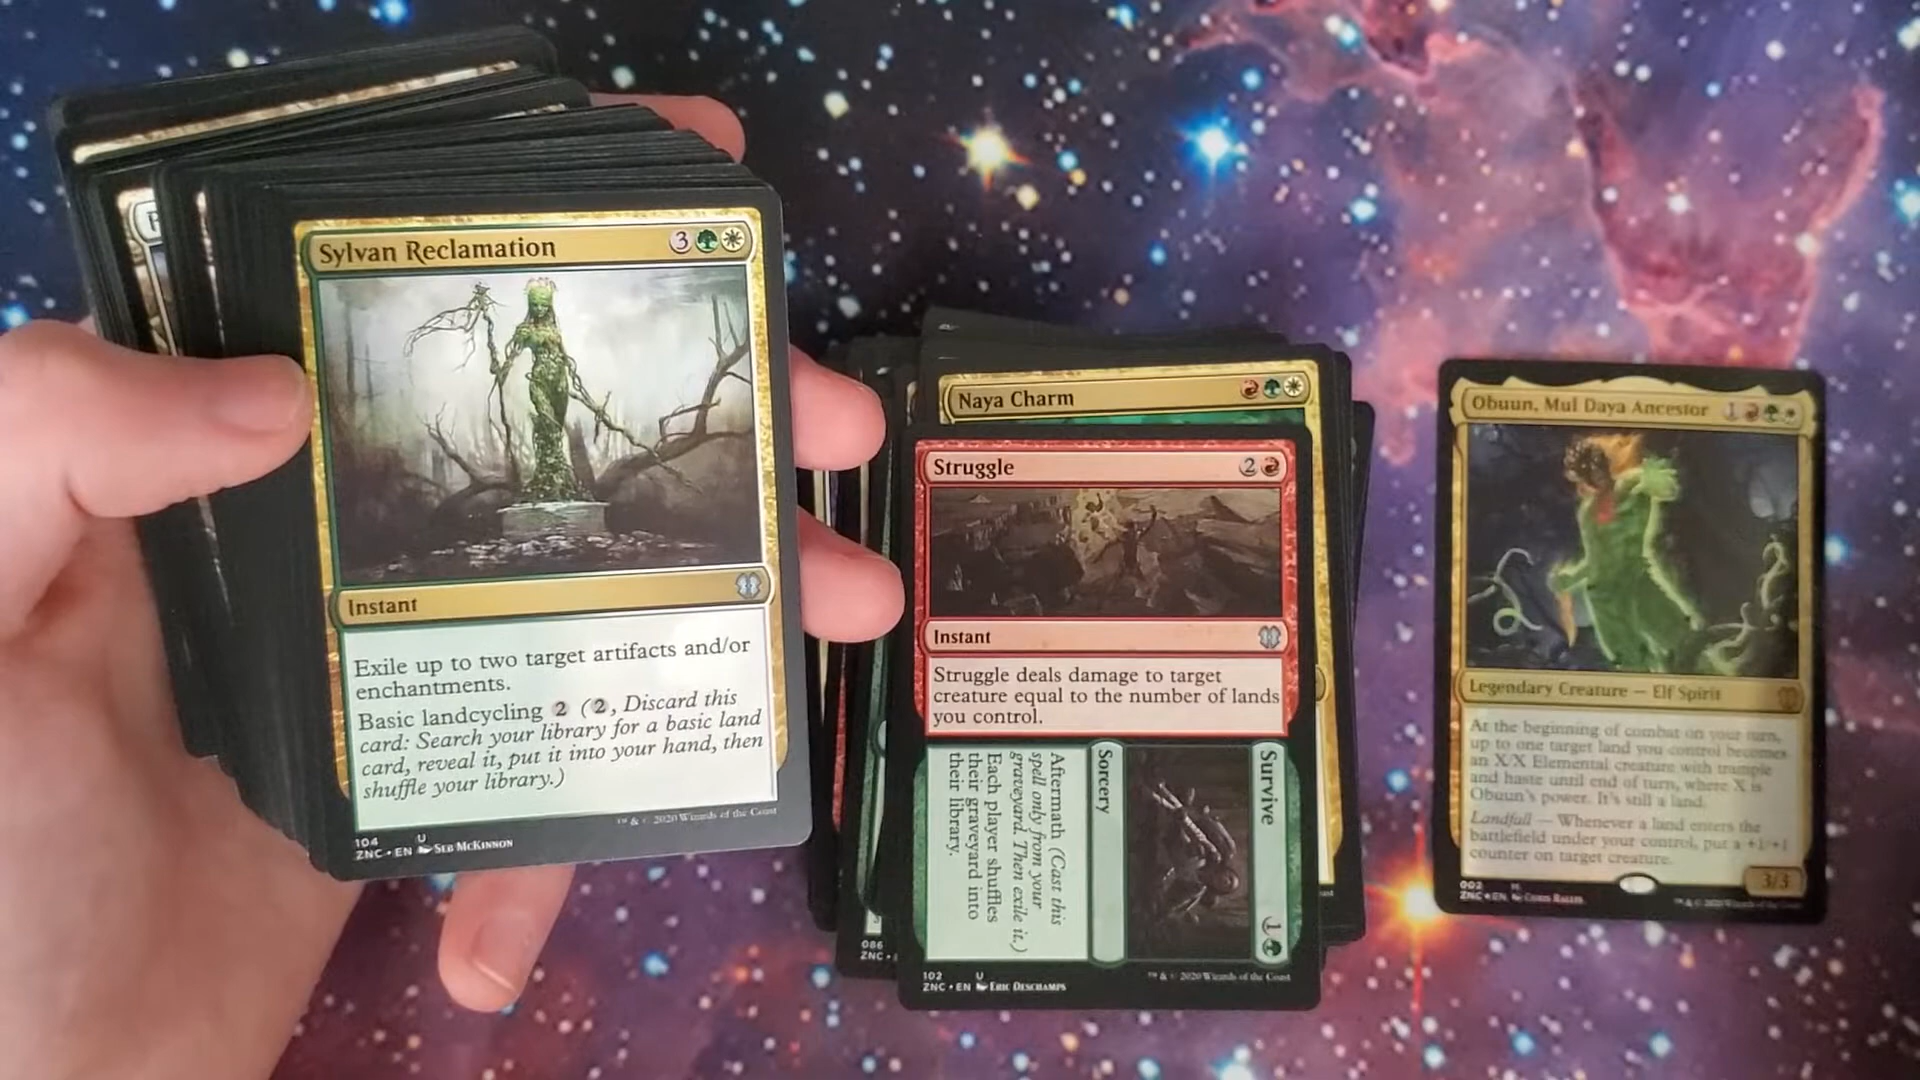 Sylvan Reclamation 3
Instant
Exile up to two target artifacts and/or
enchantments.
Basic landcycling 2 (2, Discard this
card: Search your library for a basic land
card, reveal it, put it into your hand, then
shuffle your library.)
104 U
ZNC • EN Seb McKinnon
™ & © 2020 Wizards of the Coast
Naya Charm
Struggle 2
Instant
Struggle deals damage to target
creature equal to the number of lands
you control.
Survive 1
Sorcery
Aftermath (Cast this
spell only from your
graveyard. Then exile it.)
Each player shuffles
their graveyard into
their library.
086
ZNC •
102 U
ZNC • EN Eric Deschamps
™ & © 2020 Wizards of the Coast
Obuun, Mul Daya Ancestor 1
Legendary Creature — Elf Spirit
At the beginning of combat on your turn,
up to one target land you control becomes
an X/X Elemental creature with trample
and haste until end of turn, where X is
Obuun's power. It's still a land.
Landfall — Whenever a land enters the
battlefield under your control, put a +1/+1
counter on target creature.
3/3
002 M
ZNC EN Chris Rallis
™ & © 2020 Wizards of the Coast